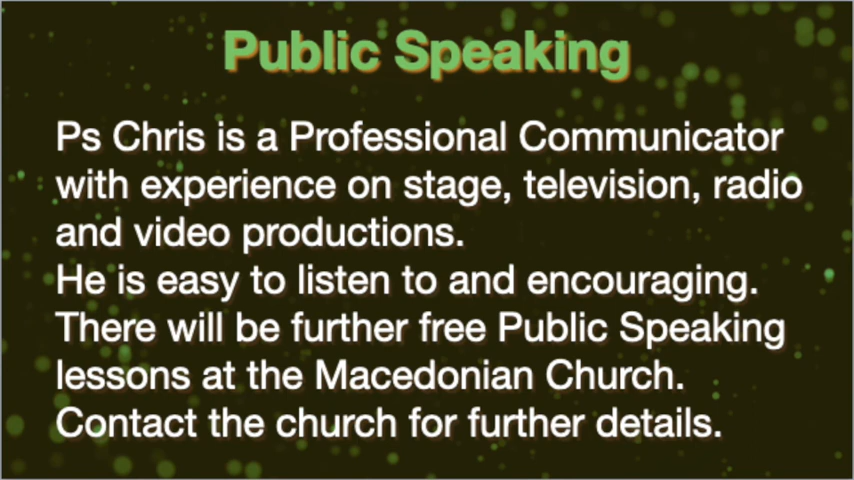 Public Speaking
Ps Chris is a Professional Communicator
with experience on stage, television, radio
and video productions.
He is easy to listen to and encouraging.
There will be further free Public Speaking
lessons at the Macedonian Church.
Contact the church for further details.